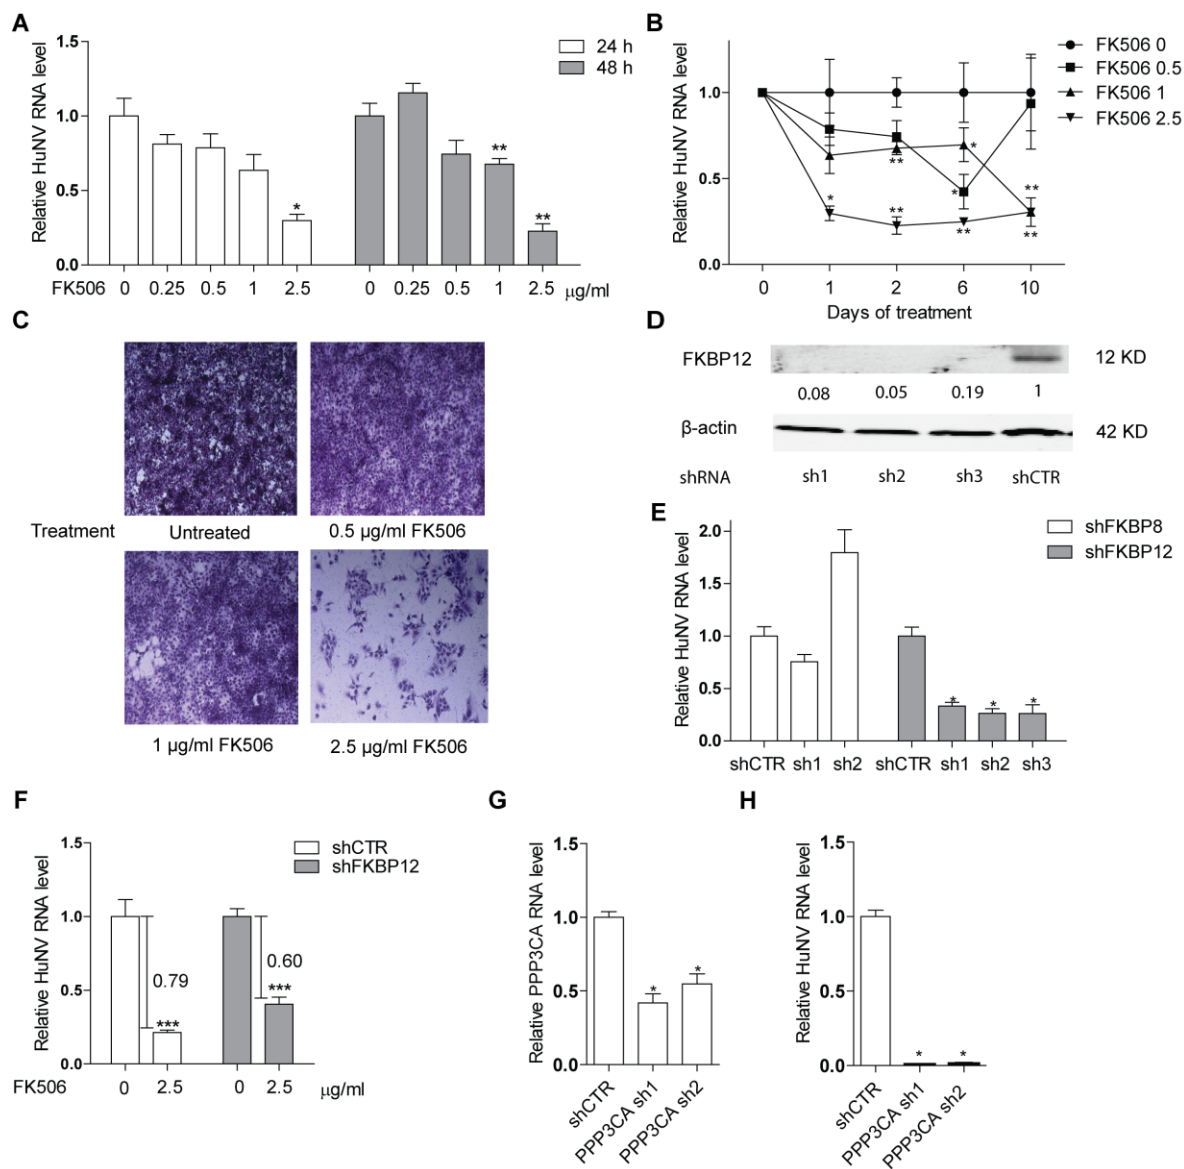 A
Relative HuNV RNA level
1.5
1.0
0.5
0.0
24 h
48 h
*
**
**
FK506 0 0.25 0.5 1 2.5 0 0.25 0.5 1 2.5 μg/ml
B
Relative HuNV RNA level
1.0
0.5
0.0
FK506 0
FK506 0.5
FK506 1
FK506 2.5
*
**
**
*
*
**
**
**
0 1 2 6 10
Days of treatment
C
Treatment Untreated 0.5 μg/ml FK506
1 μg/ml FK506 2.5 μg/ml FK506
D
FKBP12 12 KD
0.08 0.05 0.19 1
β-actin 42 KD
shRNA sh1 sh2 sh3 shCTR
E
Relative HuNV RNA level
2.0
1.5
1.0
0.5
0.0
shFKBP8
shFKBP12
* * *
shCTR sh1 sh2 shCTR sh1 sh2 sh3
F
Relative HuNV RNA level
1.5
1.0
0.5
0.0
shCTR
shFKBP12
0.79 0.60
*** ***
FK506 0 2.5 0 2.5 μg/ml
G
Relative PPP3CA RNA level
1.5
1.0
0.5
0.0
* *
shCTR
PPP3CA sh1
PPP3CA sh2
H
Relative HuNV RNA level
1.5
1.0
0.5
0.0
* *
shCTR
PPP3CA sh1
PPP3CA sh2